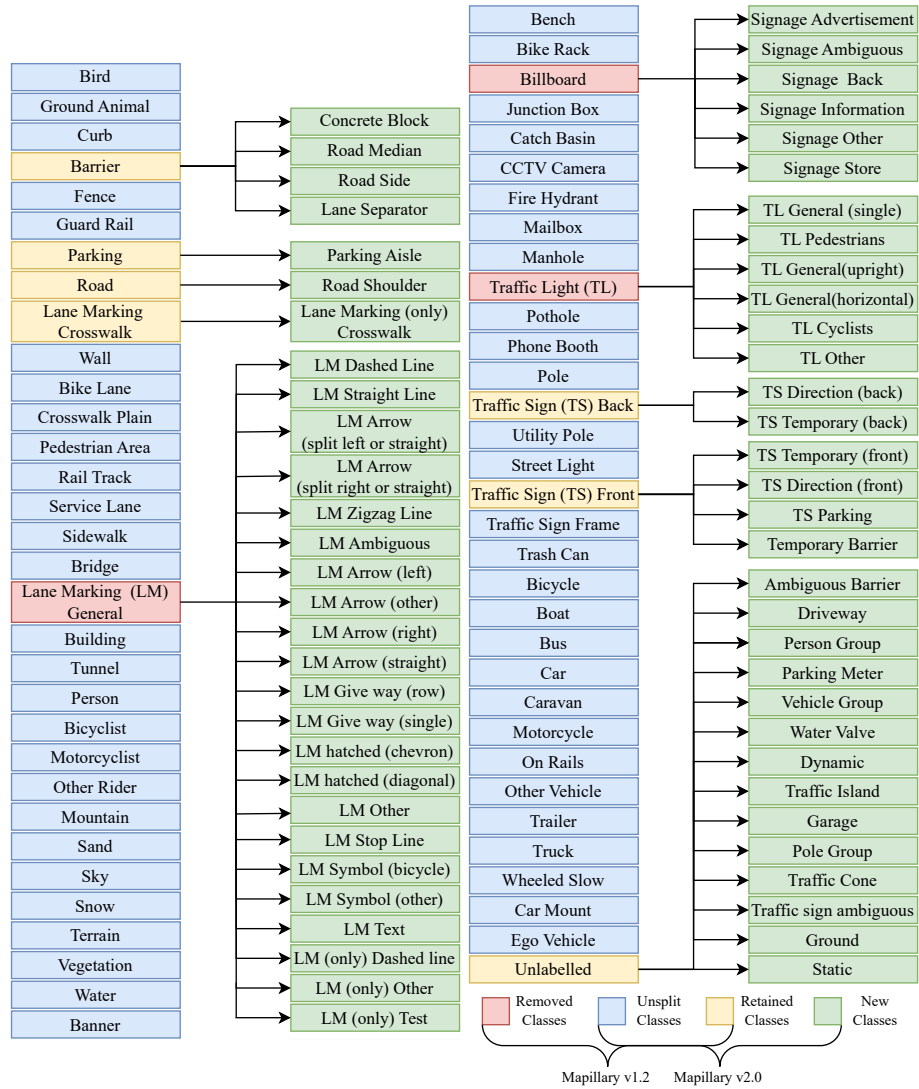 Bird
Ground Animal
Curb
Barrier
Fence
Guard Rail
Parking
Road
Lane Marking
Crosswalk
Wall
Bike Lane
Crosswalk Plain
Pedestrian Area
Rail Track
Service Lane
Sidewalk
Bridge
Lane Marking (LM)
General
Building
Tunnel
Person
Bicyclist
Motorcyclist
Other Rider
Mountain
Sand
Sky
Snow
Terrain
Vegetation
Water
Banner
Concrete Block
Road Median
Road Side
Lane Separator
Parking Aisle
Road Shoulder
Lane Marking (only)
Crosswalk
LM Dashed Line
LM Straight Line
LM Arrow
(split left or straight)
LM Arrow
(split right or straight)
LM Zigzag Line
LM Ambiguous
LM Arrow (left)
LM Arrow (other)
LM Arrow (right)
LM Arrow (straight)
LM Give way (row)
LM Give way (single)
LM hatched (chevron)
LM hatched (diagonal)
LM Other
LM Stop Line
LM Symbol (bicycle)
LM Symbol (other)
LM Text
LM (only) Dashed line
LM (only) Other
LM (only) Test
Bench
Bike Rack
Billboard
Junction Box
Catch Basin
CCTV Camera
Fire Hydrant
Mailbox
Manhole
Traffic Light (TL)
Pothole
Phone Booth
Pole
Traffic Sign (TS) Back
Utility Pole
Street Light
Traffic Sign (TS) Front
Traffic Sign Frame
Trash Can
Bicycle
Boat
Bus
Car
Caravan
Motorcycle
On Rails
Other Vehicle
Trailer
Truck
Wheeled Slow
Car Mount
Ego Vehicle
Unlabelled
Signage Advertisement
Signage Ambiguous
Signage Back
Signage Information
Signage Other
Signage Store
TL General (single)
TL Pedestrians
TL General(upright)
TL General(horizontal)
TL Cyclists
TL Other
TS Direction (back)
TS Temporary (back)
TS Temporary (front)
TS Direction (front)
TS Parking
Temporary Barrier
Ambiguous Barrier
Driveway
Person Group
Parking Meter
Vehicle Group
Water Valve
Dynamic
Traffic Island
Garage
Pole Group
Traffic Cone
Traffic sign ambiguous
Ground
Static
Removed
Classes
Unsplit
Classes
Retained
Classes
New
Classes
Mapillary v1.2
Mapillary v2.0